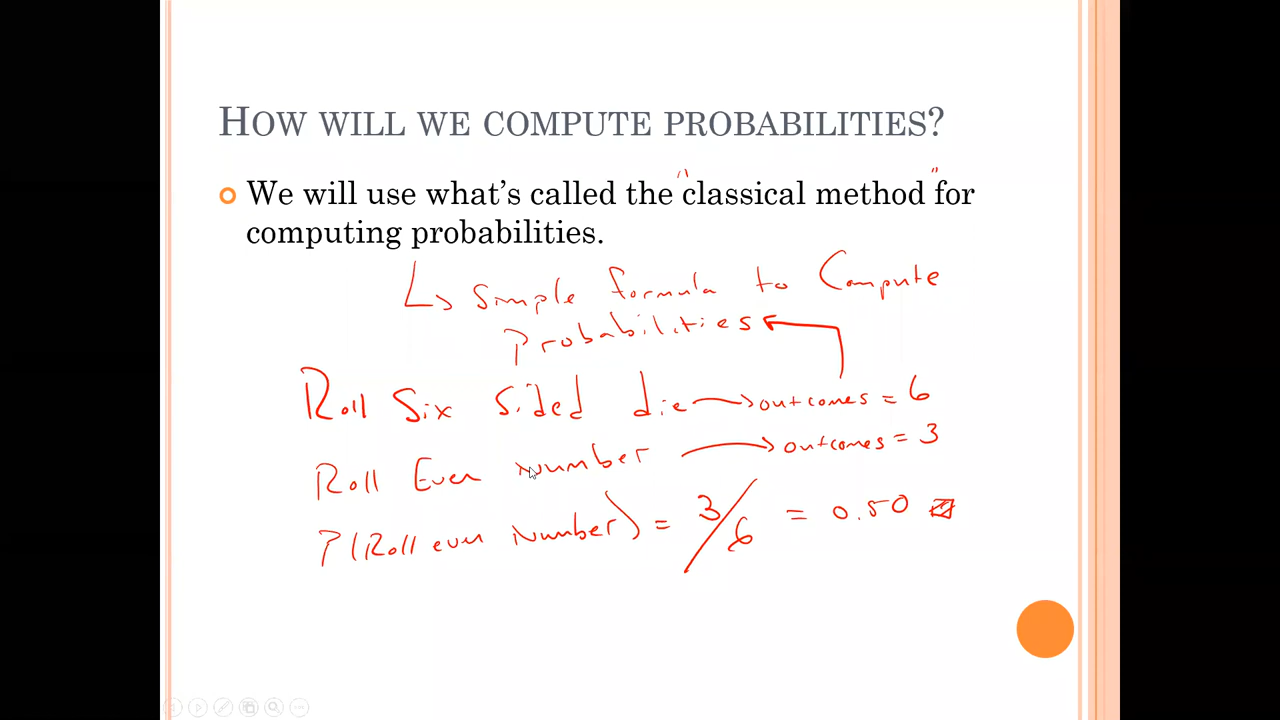 HOW WILL WE COMPUTE PROBABILITIES?
We will use what's called the "classical method" for
computing probabilities.
↳ Simple formula to Compute
Probabilities
Roll Six Sided die → outcomes = 6
Roll Even Number → outcomes = 3
P(Roll even Number) = 3/6 = 0.50